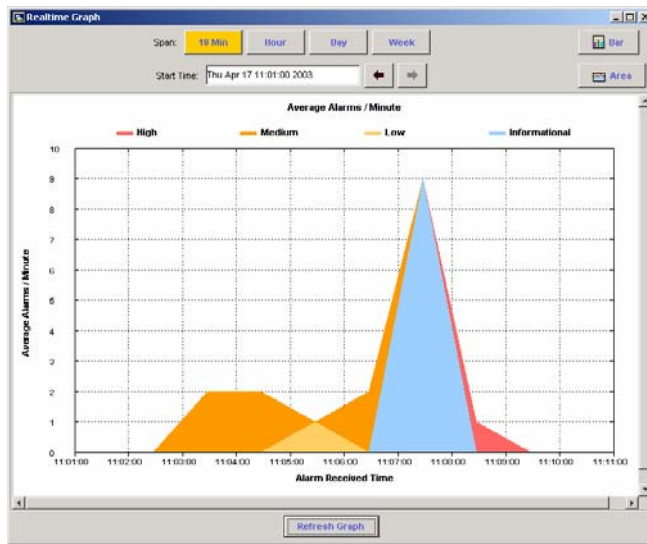 Realtime Graph
Span: 10 Min Hour Day Week Bar
Start Time: Thu Apr 17 11:01:00 2003 Area
Average Alarms / Minute
High Medium Low Informational
10
9
8
7
6
5
4
3
2
1
0
Average Alarms / Minute
11:01:00 11:02:00 11:03:00 11:04:00 11:05:00 11:06:00 11:07:00 11:08:00 11:09:00 11:10:00 11:11:00
Alarm Received Time
Refresh Graph